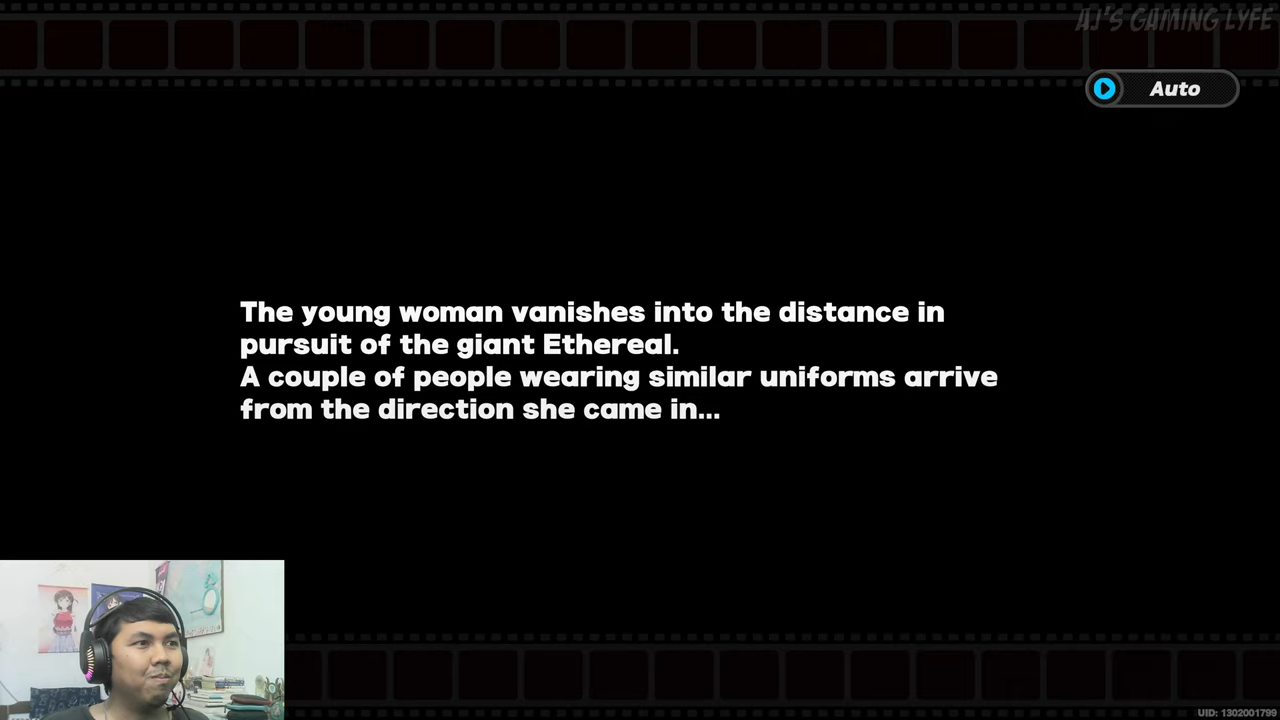 AJ'S GAMING LYFE
Auto
The young woman vanishes into the distance in
pursuit of the giant Ethereal.
A couple of people wearing similar uniforms arrive
from the direction she came in...
UID: 1302001799